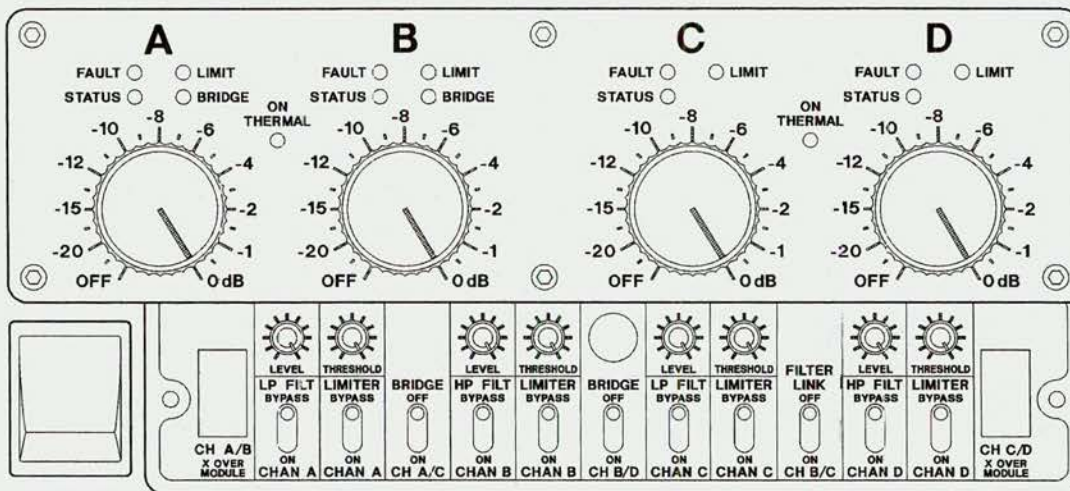 A B C D
FAULT LIMIT FAULT LIMIT FAULT LIMIT FAULT LIMIT
STATUS BRIDGE STATUS BRIDGE STATUS STATUS
ON THERMAL ON THERMAL
OFF -20 -15 -12 -10 -8 -6 -4 -2 -1 0 dB
OFF -20 -15 -12 -10 -8 -6 -4 -2 -1 0 dB
OFF -20 -15 -12 -10 -8 -6 -4 -2 -1 0 dB
OFF -20 -15 -12 -10 -8 -6 -4 -2 -1 0 dB
CH A/B
X OVER
MODULE
LEVEL
LP FILT
BYPASS
ON
CHAN A
THRESHOLD
LIMITER
BYPASS
ON
CHAN A
BRIDGE
OFF
ON
CH A/C
LEVEL
HP FILT
BYPASS
ON
CHAN B
THRESHOLD
LIMITER
BYPASS
ON
CHAN B
BRIDGE
OFF
ON
CH B/D
LEVEL
LP FILT
BYPASS
ON
CHAN C
THRESHOLD
LIMITER
BYPASS
ON
CHAN C
FILTER
LINK
OFF
ON
CH B/C
LEVEL
HP FILT
BYPASS
ON
CHAN D
THRESHOLD
LIMITER
BYPASS
ON
CHAN D
CH C/D
X OVER
MODULE